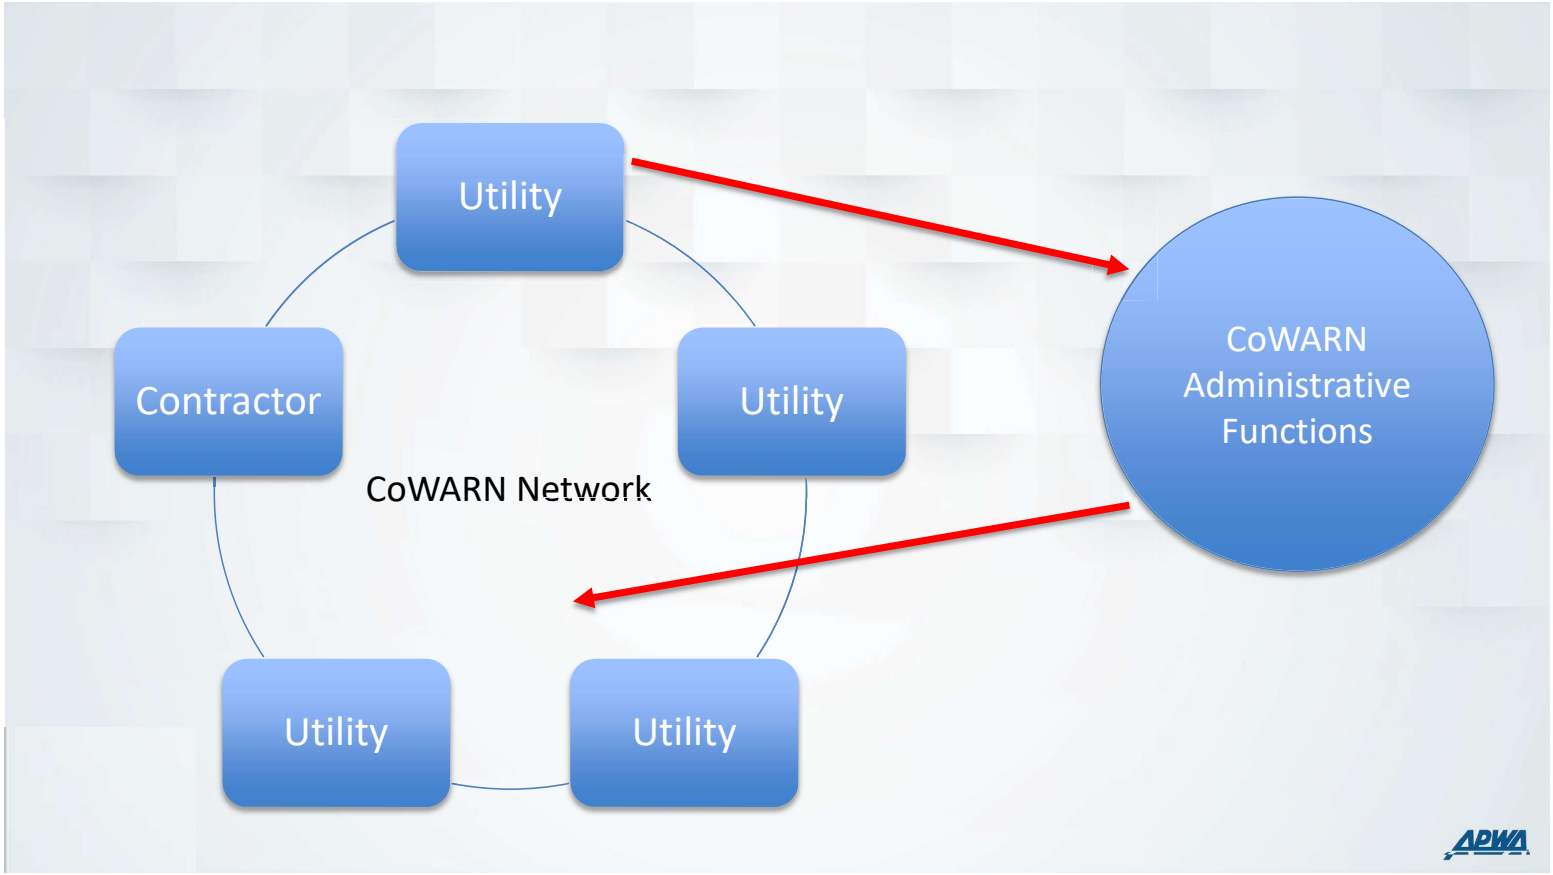 Utility
Contractor
Utility
CoWARN Network
Utility
Utility
CoWARN
Administrative
Functions
APWA